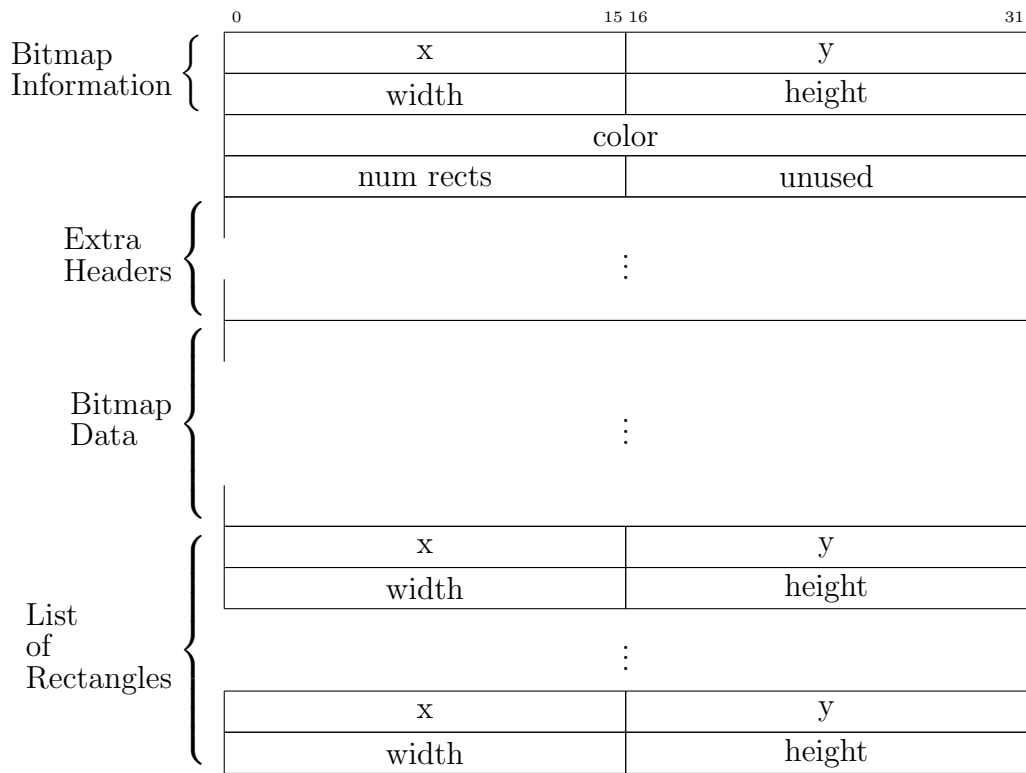 0 15 16 31
Bitmap
Information
x y
width height
color
num rects unused
Extra
Headers
⋮
Bitmap
Data
⋮
List
of
Rectangles
x y
width height
⋮
x y
width height